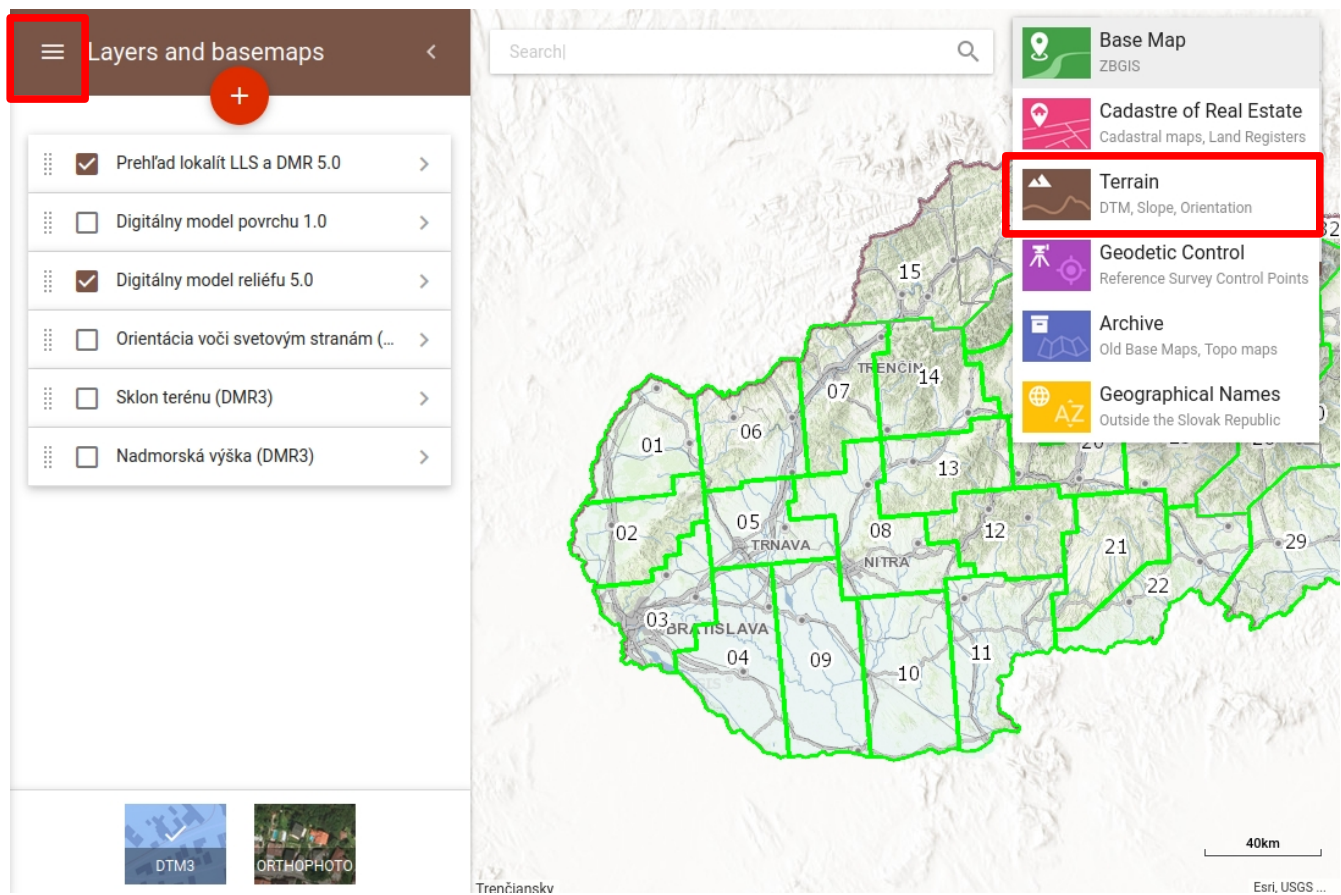 Layers and basemaps
Prehľad lokalít LLS a DMR 5.0
Digitálny model povrchu 1.0
Digitálny model reliéfu 5.0
Orientácia voči svetovým stranám (...
Sklon terénu (DMR3)
Nadmorská výška (DMR3)
DTM3
ORTHOPHOTO
Search
Base Map
ZBGIS
Cadastre of Real Estate
Cadastral maps, Land Registers
Terrain
DTM, Slope, Orientation
Geodetic Control
Reference Survey Control Points
Archive
Old Base Maps, Topo maps
Geographical Names
AZ
Outside the Slovak Republic
32
15
TRENČÍN
14
07
06
01
13
05
02
TRNAVA
08
NITRA
12
21
29
22
03
BRATISLAVA
04
09
10
11
40km
Trenčiansky
Esri, USGS ...